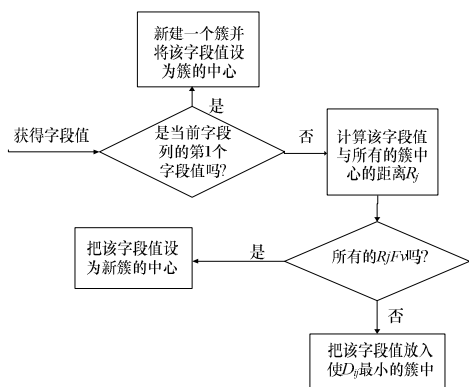 新建一个簇并
将该字段值设
为簇的中心
是
获得字段值
是当前字段
列的第1个
字段值吗?
否
计算该字段值
与所有的簇中
心的距离Rj
把该字段值设
为新簇的中心
是
所有的RjFv吗?
否
把该字段值放入
使Dij最小的簇中